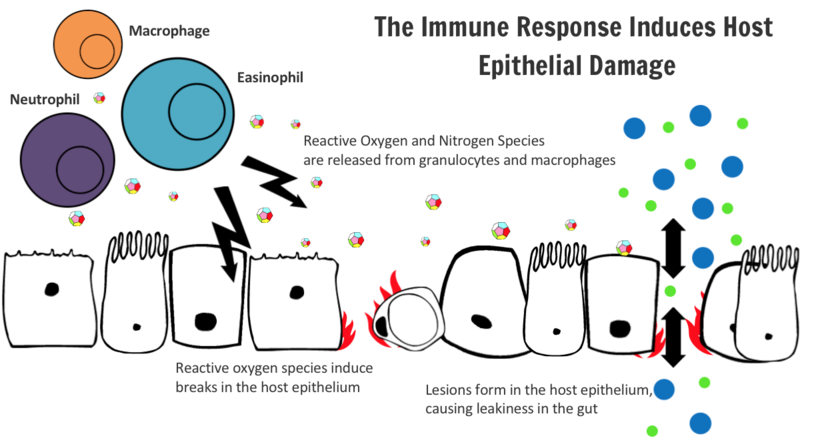 The Immune Response Induces Host
Epithelial Damage
Macrophage
Easinophil
Neutrophil
Reactive Oxygen and Nitrogen Species
are released from granulocytes and macrophages
Reactive oxygen species induce
breaks in the host epithelium
Lesions form in the host epithelium,
causing leakiness in the gut